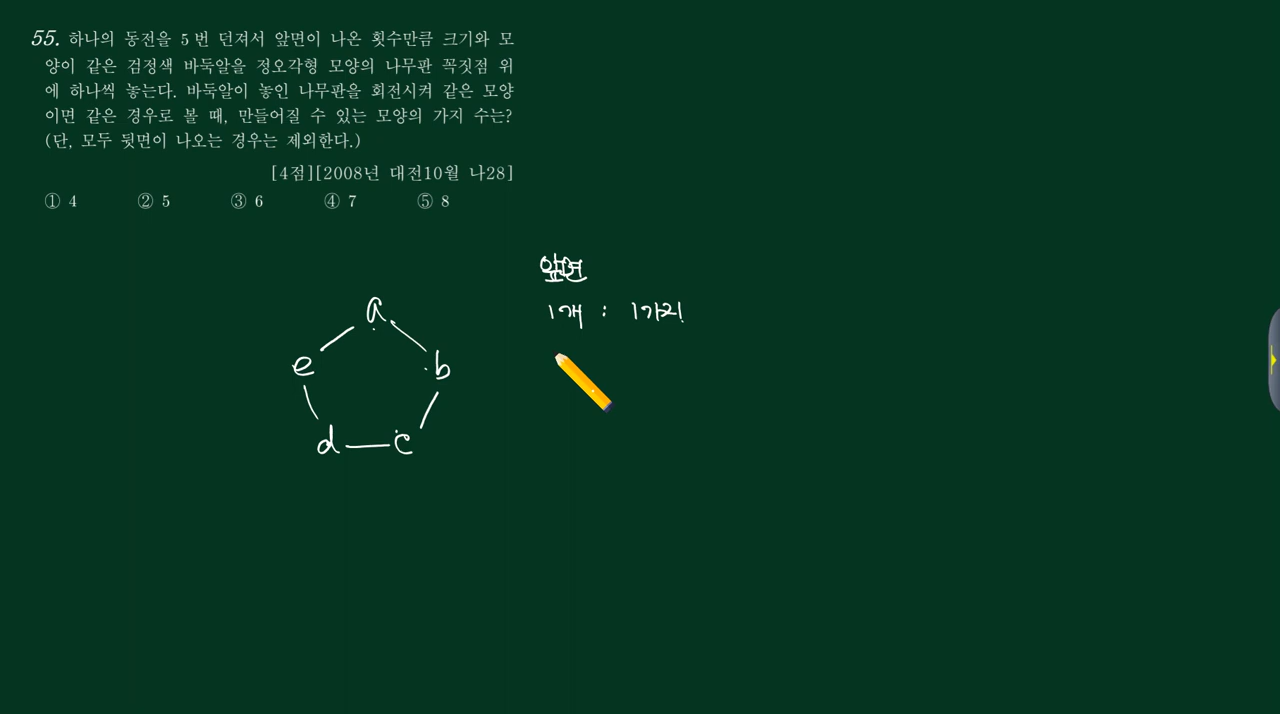 55. 하나의 동전을 5번 던져서 앞면이 나온 횟수만큼 크기와 모
양이 같은 검정색 바둑알을 정오각형 모양의 나무판 꼭짓점 위
에 하나씩 놓는다. 바둑알이 놓인 나무판을 회전시켜 같은 모양
이면 같은 경우로 볼 때, 만들어질 수 있는 모양의 가지 수는?
(단, 모두 뒷면이 나오는 경우는 제외한다.)
[4점][2008년 대전10월 나28]
① 4 ② 5 ③ 6 ④ 7 ⑤ 8
앞면
1개 : 1가지
a
e b
d c